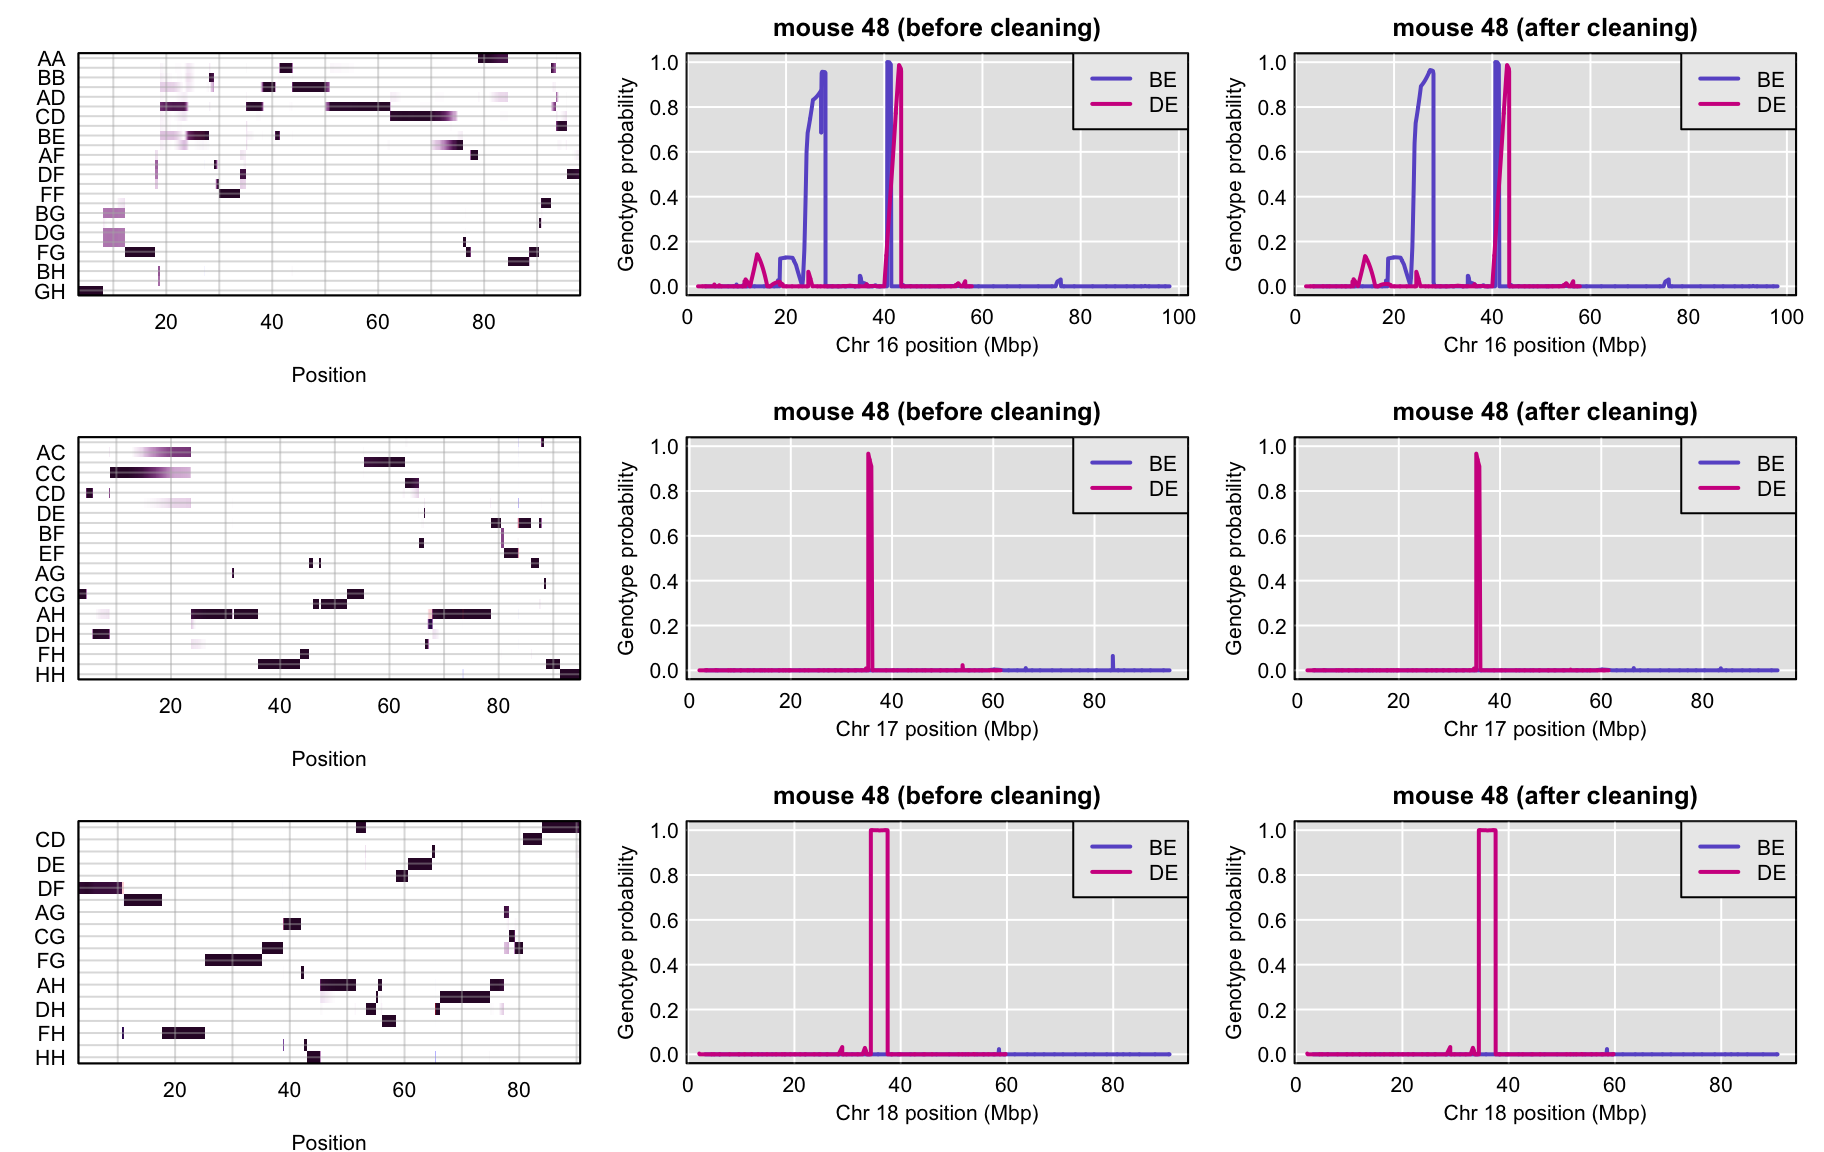 mouse 48 (before cleaning)
mouse 48 (after cleaning)
AA
BB
AD
CD
BE
AF
DF
FF
BG
DG
FG
BH
GH
20 40 60 80
Position
Genotype probability
1.0
0.8
0.6
0.4
0.2
0.0
BE
DE
0 20 40 60 80 100
Chr 16 position (Mbp)
Genotype probability
1.0
0.8
0.6
0.4
0.2
0.0
BE
DE
0 20 40 60 80 100
Chr 16 position (Mbp)
mouse 48 (before cleaning)
mouse 48 (after cleaning)
AC
CC
CD
DE
BF
EF
AG
CG
AH
DH
FH
HH
20 40 60 80
Position
Genotype probability
1.0
0.8
0.6
0.4
0.2
0.0
BE
DE
0 20 40 60 80
Chr 17 position (Mbp)
Genotype probability
1.0
0.8
0.6
0.4
0.2
0.0
BE
DE
0 20 40 60 80
Chr 17 position (Mbp)
mouse 48 (before cleaning)
mouse 48 (after cleaning)
CD
DE
DF
AG
CG
FG
AH
DH
FH
HH
20 40 60 80
Position
Genotype probability
1.0
0.8
0.6
0.4
0.2
0.0
BE
DE
0 20 40 60 80
Chr 18 position (Mbp)
Genotype probability
1.0
0.8
0.6
0.4
0.2
0.0
BE
DE
0 20 40 60 80
Chr 18 position (Mbp)